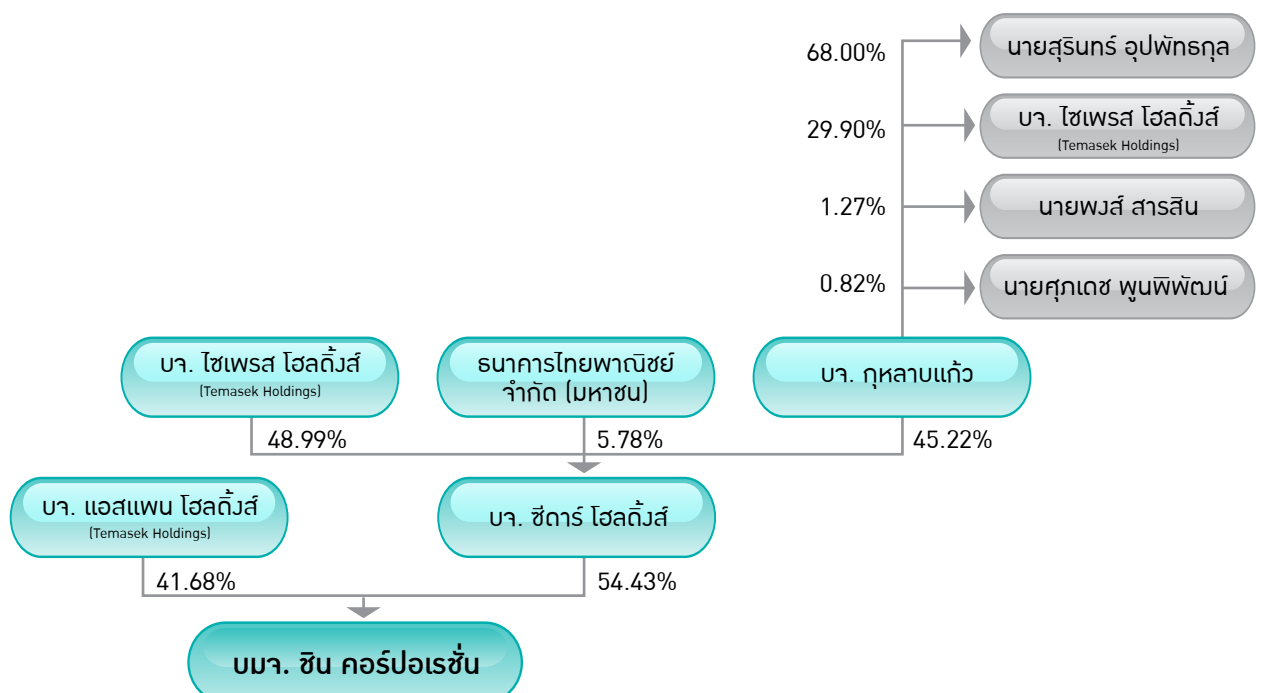 68.00%
นายสุรินทร์ อุปพัทธกุล
29.90%
บจ. ไซเพรส โฮลดิ้งส์
(Temasek Holdings)
1.27%
นายพงส์ สารสิน
0.82%
นายศุภเดช พูนพิพัฒน์
บจ. ไซเพรส โฮลดิ้งส์
(Temasek Holdings)
ธนาคารไทยพาณิชย์
จำกัด (มหาชน)
บจ. กุหลาบแก้ว
48.99%
5.78%
45.22%
บจ. แอสแพน โฮลดิ้งส์
(Temasek Holdings)
บจ. ซีดาร์ โฮลดิ้งส์
41.68%
54.43%
บมจ. ชิน คอร์ปอเรชั่น